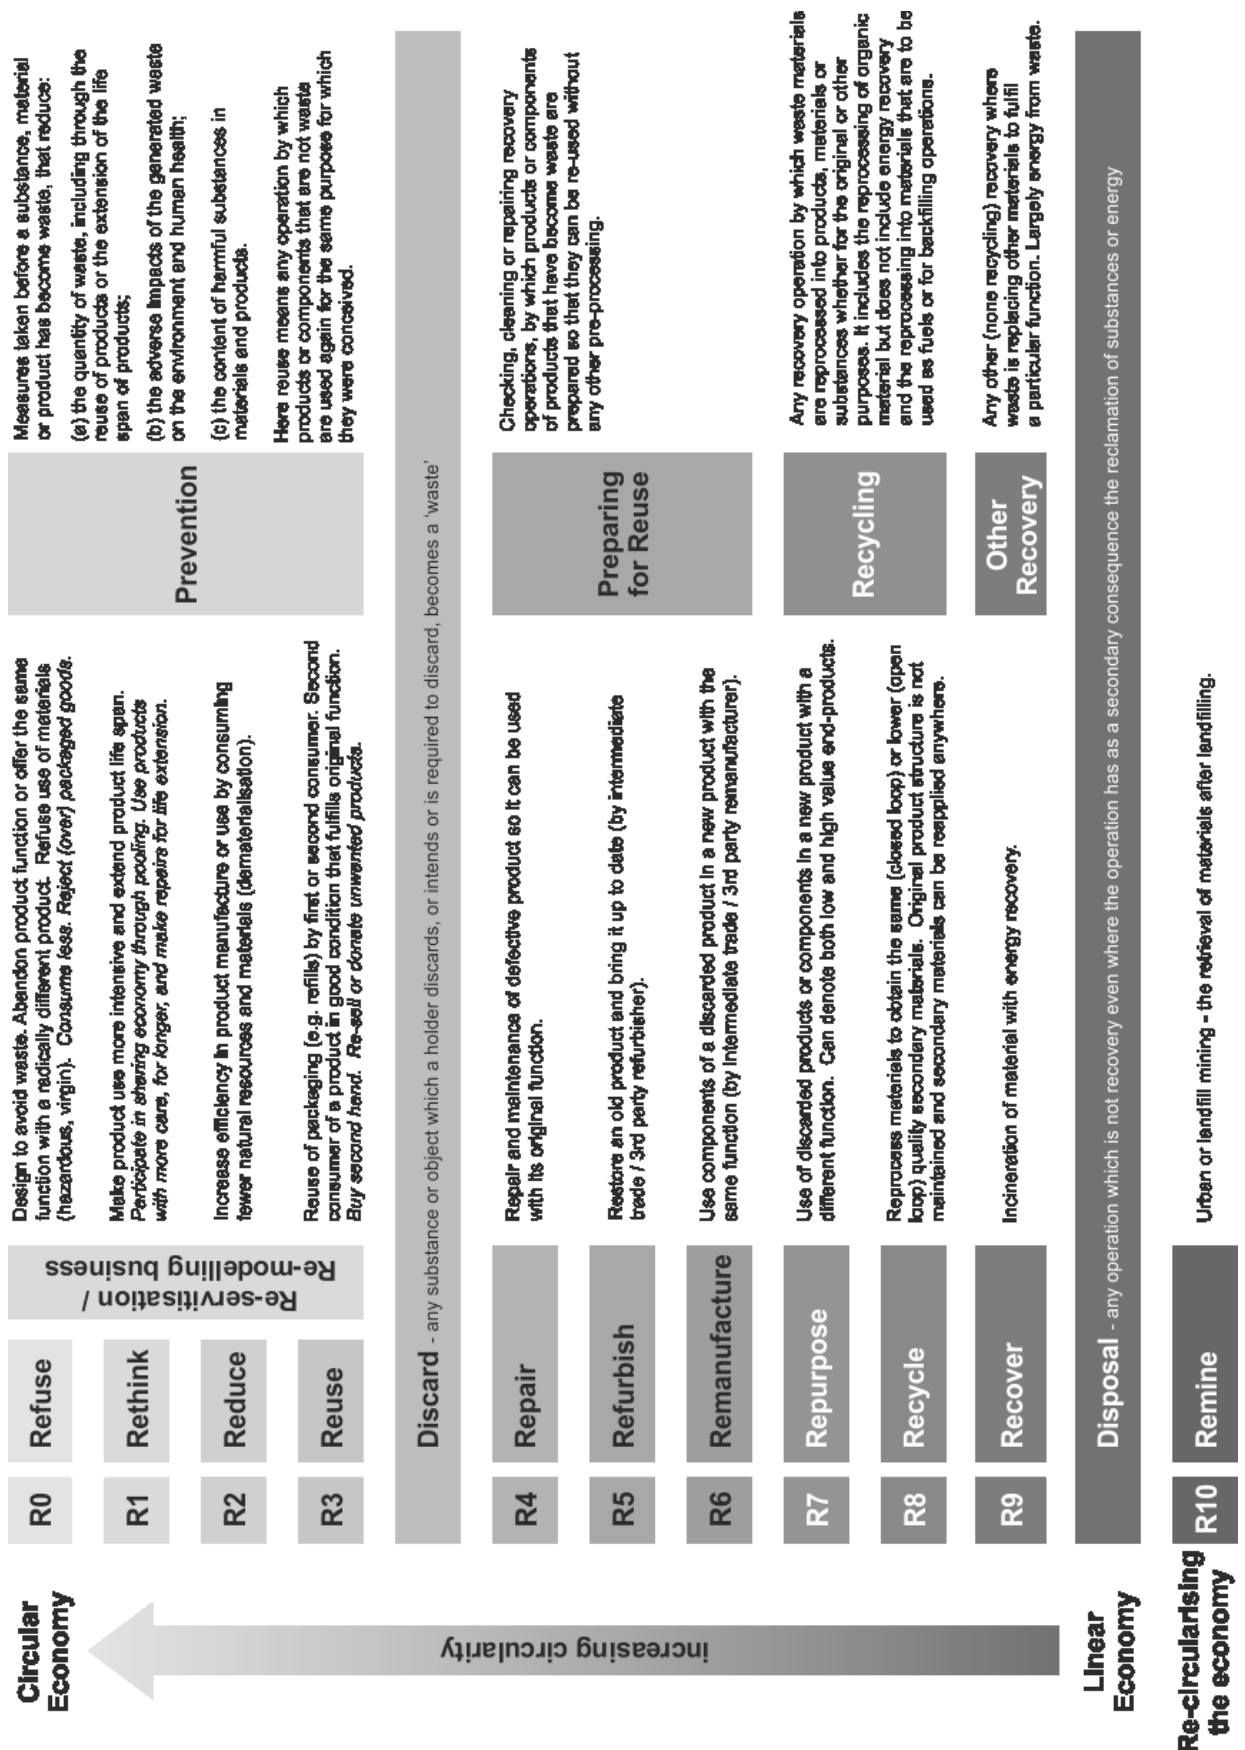 Circular
Economy
increasing circularity
Linear
Economy
Re-circularising
the economy
R0
Refuse
R1
Rethink
R2
Reduce
R3
Reuse
Re-servitisation /
Re-modelling business
Design to avoid waste. Abandon product function or offer the same
function with a radically different product. Refuse use of materials
(hazardous, virgin). Consume less. Reject (over) packaged goods.
Make product use more intensive and extend product life span.
Participate in sharing economy through pooling. Use products
with more care, for longer, and make repairs for life extension.
Increase efficiency in product manufacture or use by consuming
fewer natural resources and materials (dematerialisation).
Reuse of packaging (e.g. refills) by first or second consumer. Second
consumer of a product in good condition that fulfills original function.
Buy second hand. Re-sell or donate unwanted products.
Prevention
Measures taken before a substance, material
or product has become waste, that reduce:
(a) the quantity of waste, including through the
reuse of products or the extension of the life
span of products;
(b) the adverse impacts of the generated waste
on the environment and human health;
(c) the content of harmful substances in
materials and products.
Here reuse means any operation by which
products or components that are not waste
are used again for the same purpose for which
they were conceived.
Discard - any substance or object which a holder discards, or intends or is required to discard, becomes a 'waste'
R4
Repair
Repair and maintenance of defective product so it can be used
with its original function.
R5
Refurbish
Restore an old product and bring it up to date (by intermediate
trade / 3rd party refurbisher).
R6
Remanufacture
Use components of a discarded product in a new product with the
same function (by intermediate trade / 3rd party remanufacturer).
Preparing
for Reuse
Checking, cleaning or repairing recovery
operations, by which products or components
of products that have become waste are
prepared so that they can be re-used without
any other pre-processing.
R7
Repurpose
Use of discarded products or components in a new product with a
different function. Can denote both low and high value end-products.
R8
Recycle
Reprocess materials to obtain the same (closed loop) or lower (open
loop) quality secondary materials. Original product structure is not
maintained and secondary materials can be reapplied anywhere.
Recycling
Any recovery operation by which waste materials
are reprocessed into products, materials or
substances whether for the original or other
purposes. It includes the reprocessing of organic
material but does not include energy recovery
and the reprocessing into materials that are to be
used as fuels or for backfilling operations.
R9
Recover
Incineration of material with energy recovery.
Other
Recovery
Any other (none recycling) recovery where
waste is replacing other materials to fulfil
a particular function. Largely energy from waste.
Disposal - any operation which is not recovery even where the operation has as a secondary consequence the reclamation of substances or energy
R10
Remine
Urban or landfill mining - the retrieval of materials after landfilling.